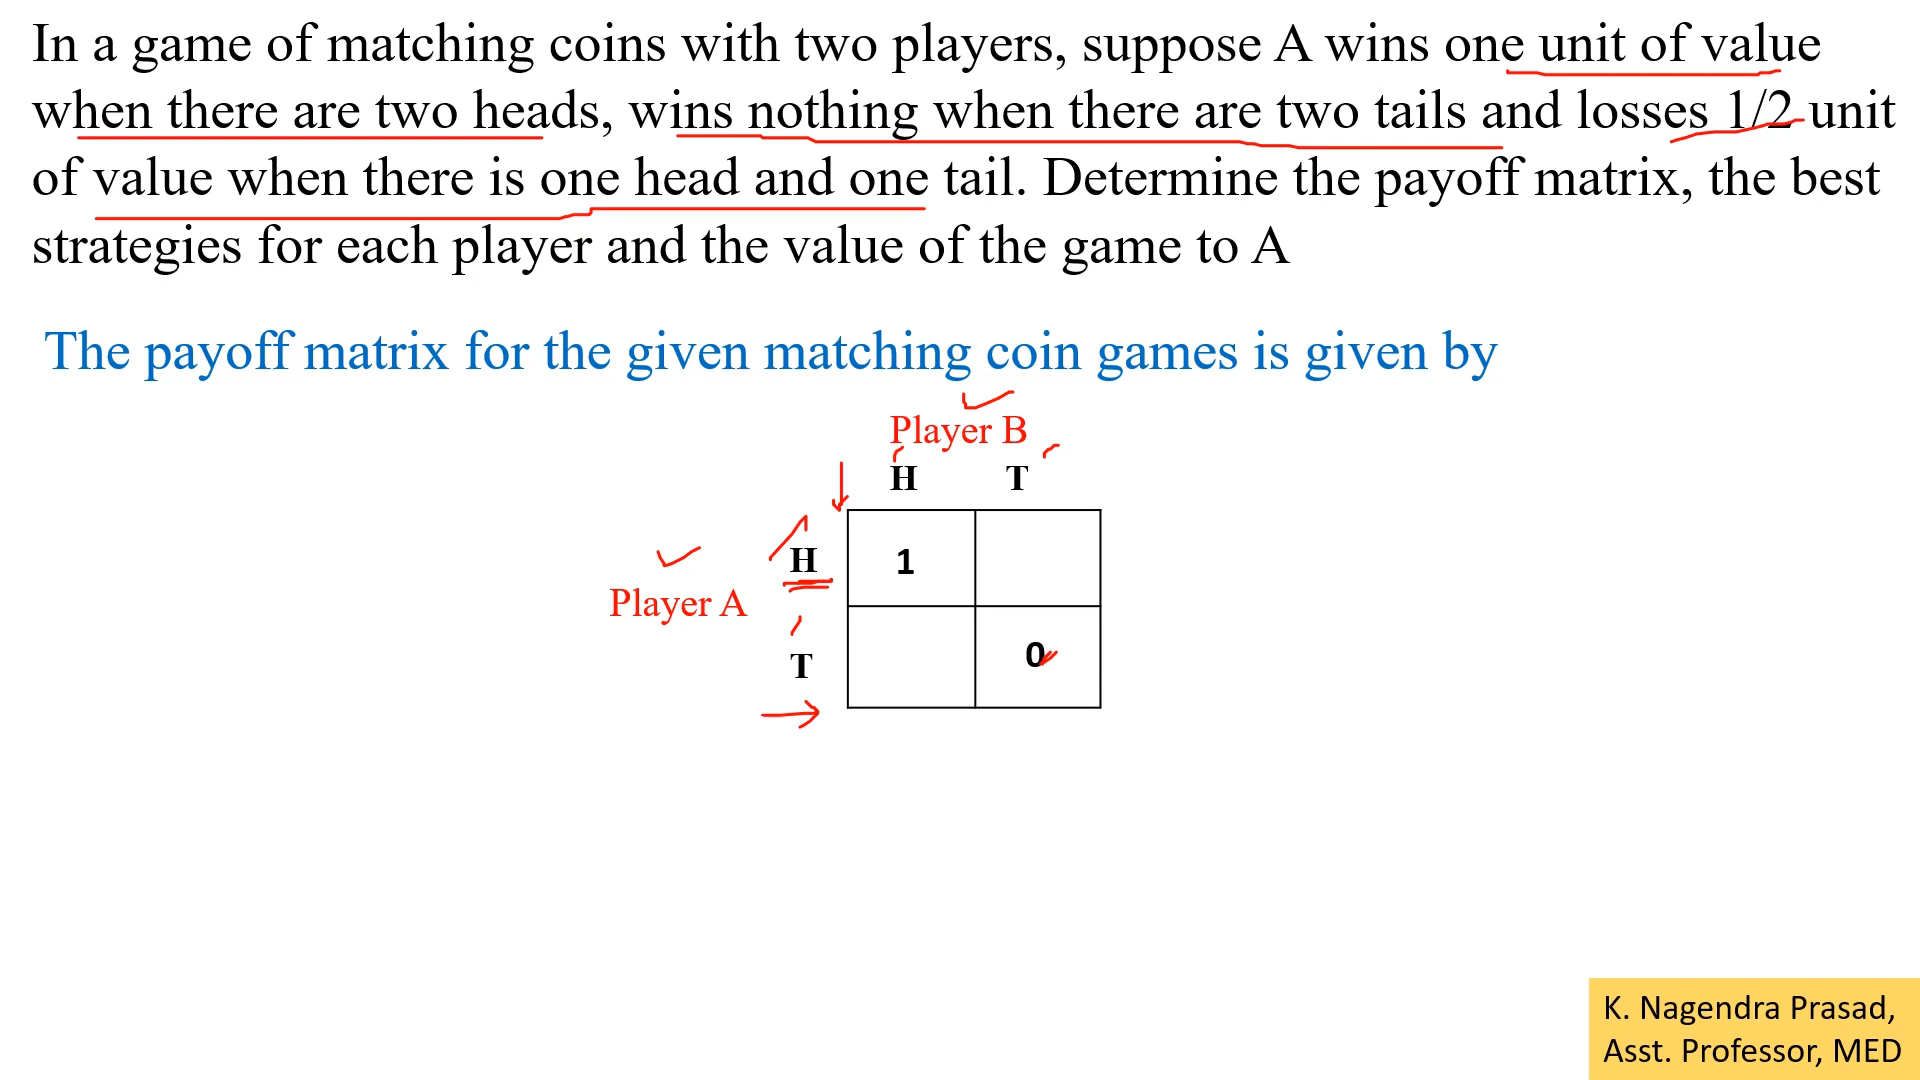 In a game of matching coins with two players, suppose A wins one unit of value
when there are two heads, wins nothing when there are two tails and losses 1/2 unit
of value when there is one head and one tail. Determine the payoff matrix, the best
strategies for each player and the value of the game to A
The payoff matrix for the given matching coin games is given by
Player B
H T
H 1
Player A
T 0
K. Nagendra Prasad,
Asst. Professor, MED